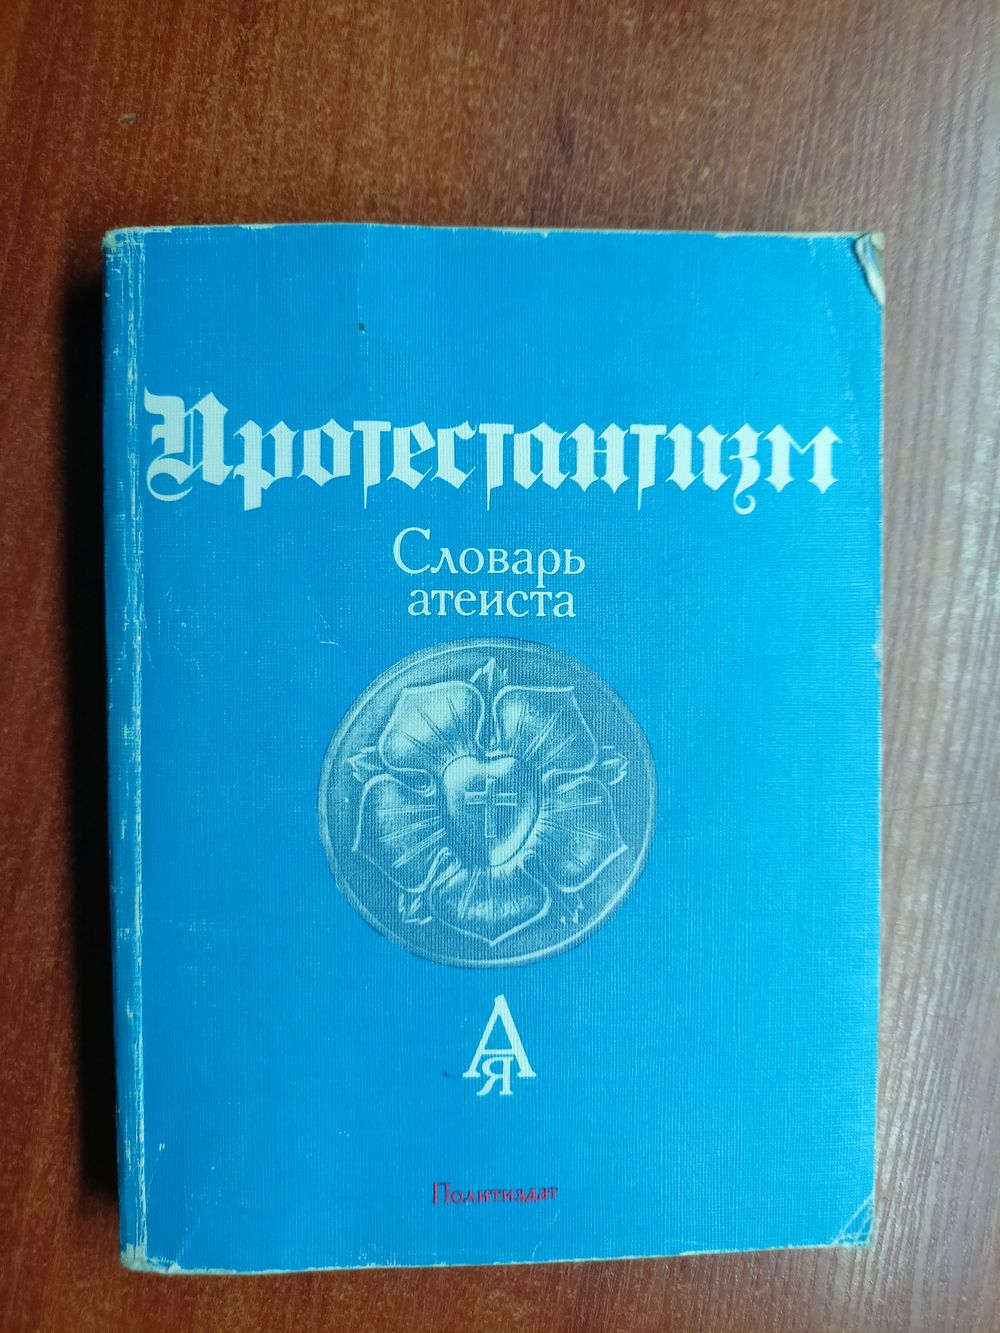 Протестантизм
Словарь
атеиста
А
Я
Политиздат